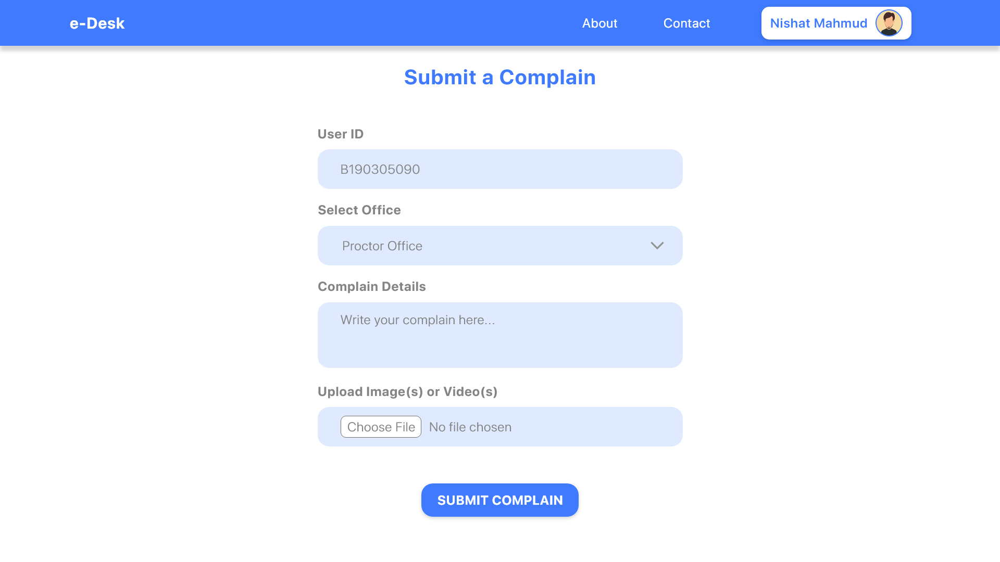 e-Desk
About
Contact
Nishat Mahmud
Submit a Complain
User ID
B190305090
Select Office
Proctor Office
Complain Details
Write your complain here...
Upload Image(s) or Video(s)
Choose File No file chosen
SUBMIT COMPLAIN